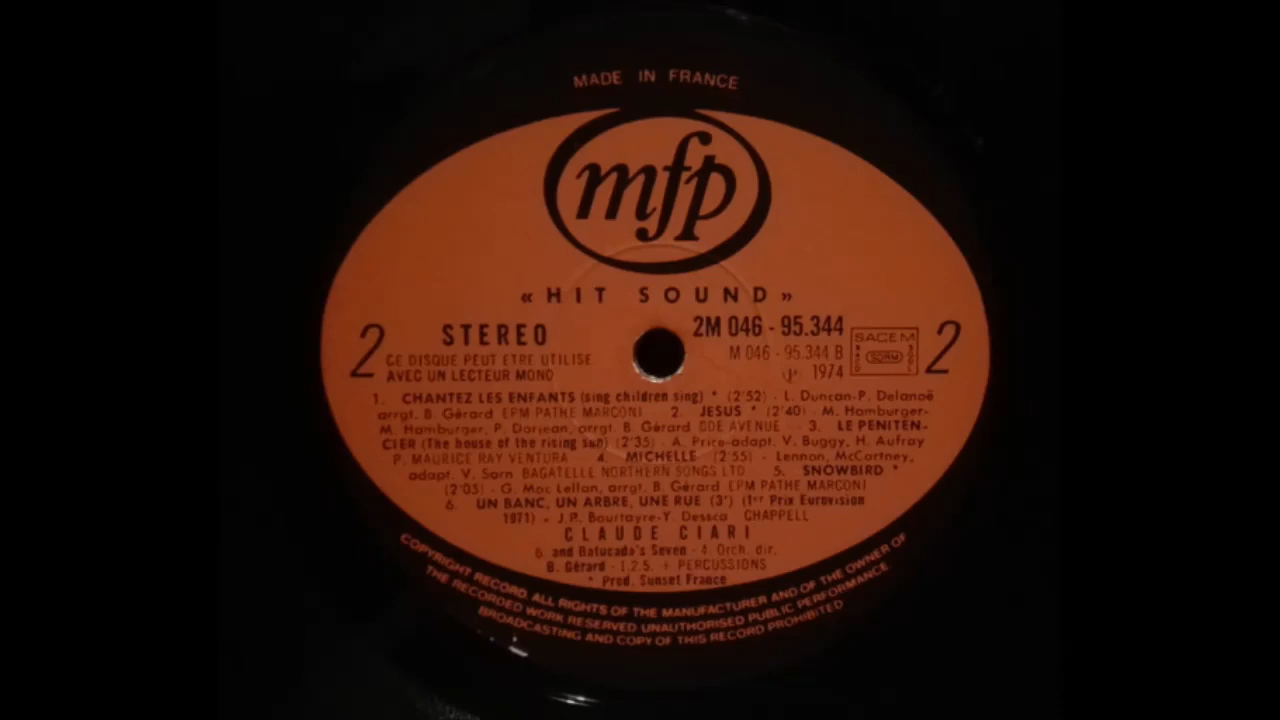 MADE IN FRANCE
mfp
« HIT SOUND »
2 STEREO 2M 046 - 95.344 SACEM 2
CE DISQUE PEUT ETRE UTILISE M 046 - 95.344 B SDRM
AVEC UN LECTEUR MONO ℗ 1974
1. CHANTEZ LES ENFANTS (sing children sing) * (2'52) - L. Duncan-P. Delanoë
arrgt. B. Gérard EPM PATHE MARCONI 2. JESUS * (2'40) - M. Hamburger-
M. Hamburger, P. Dorjean, arrgt. B. Gérard AVENUE 3. LE PENITEN-
CIER (The house of the rising sun) (2'35) - A. Price-adapt. V. Buggy, H. Aufray
P. MAURICE RAY VENTURA 4. MICHELLE (2'55) - Lennon, McCartney,
adapt. V. Sarn BAGATELLE NORTHERN SONGS LTD 5. SNOWBIRD *
(2'05) - G. Mac Lellan, arrgt. B. Gérard EPM PATHE MARCONI
6. UN BANC, UN ARBRE, UNE RUE (3') (1er Prix Eurovision
1971) - J.P. Bourtayre-Y. Dessca CHAPPELL
CLAUDE CIARI
6. and Batucada's Seven - 4. Orch. dir.
B. Gérard - 1.2.5. + PERCUSSIONS
* Prod. Sunset France
COPYRIGHT RECORD. ALL RIGHTS OF THE MANUFACTURER AND OF THE OWNER OF
THE RECORDED WORK RESERVED UNAUTHORISED PUBLIC PERFORMANCE
BROADCASTING AND COPY OF THIS RECORD PROHIBITED